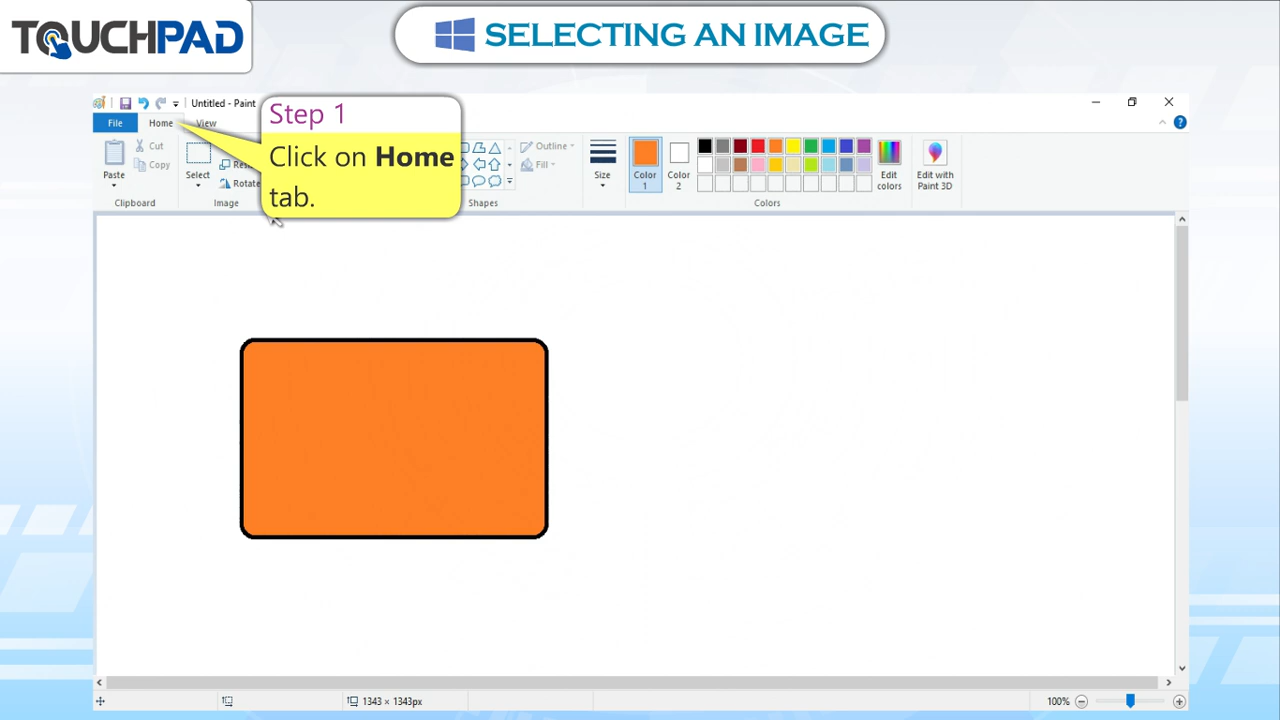 TOUCHPAD
SELECTING AN IMAGE
Untitled - Paint
File Home View
Step 1
Click on Home
tab.
Paste
Cut
Copy
Clipboard
Select
Rotate
Image
Shapes
Outline
Fill
Size
Color
1
Color
2
Edit
colors
Colors
Edit with
Paint 3D
1343 × 1343px
100%